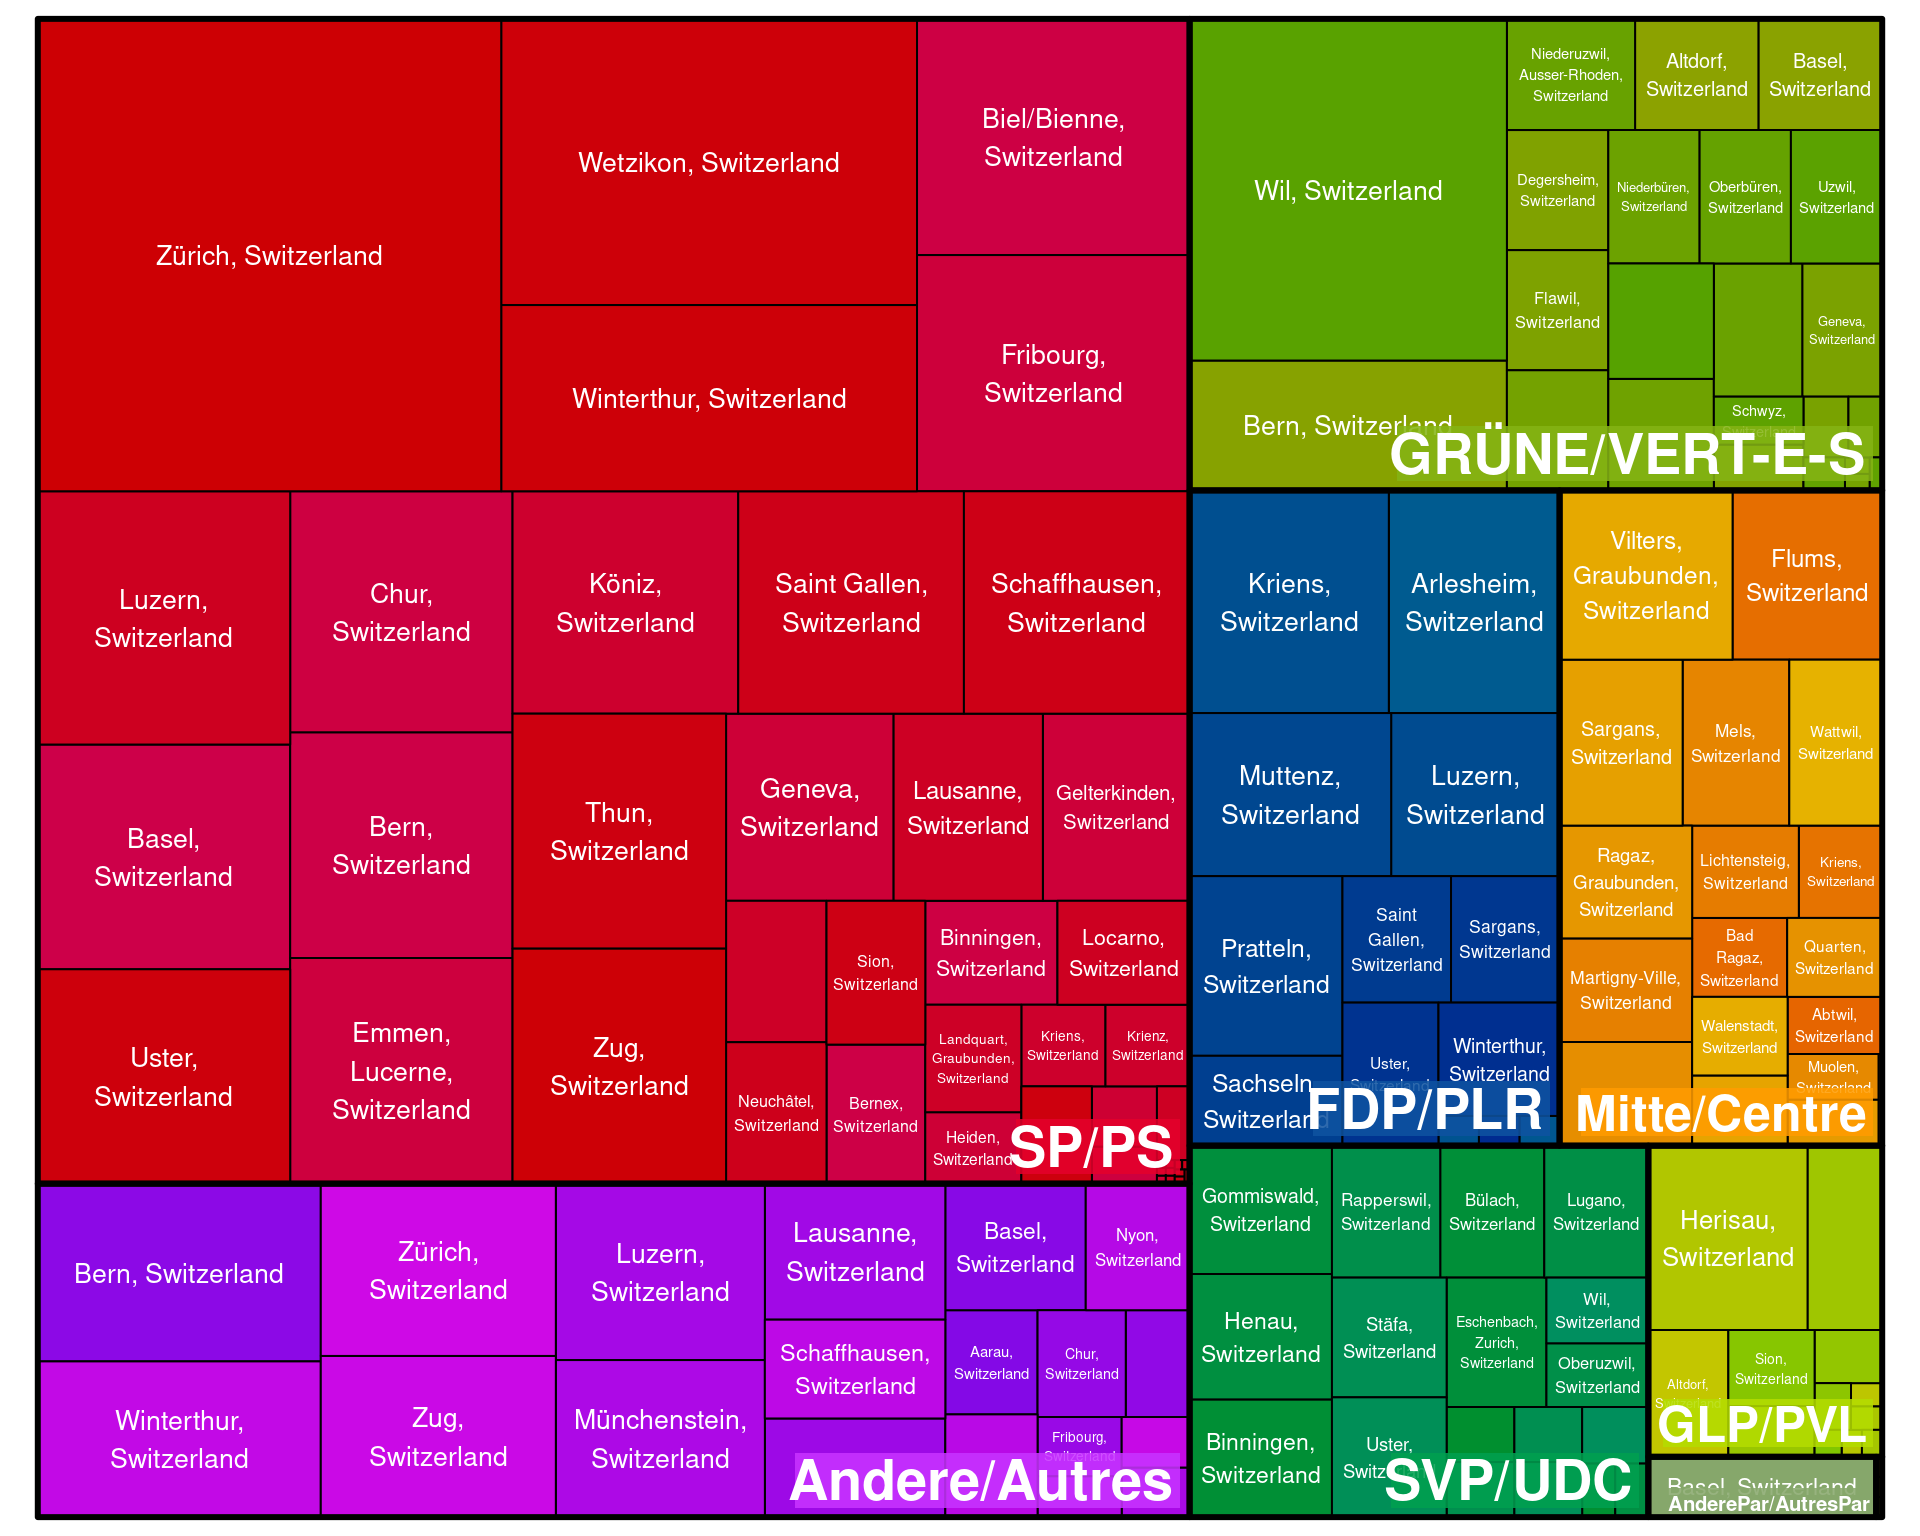 Zürich, Switzerland
Wetzikon, Switzerland
Winterthur, Switzerland
Biel/Bienne,
Switzerland
Fribourg,
Switzerland
Luzern,
Switzerland
Chur,
Switzerland
Köniz,
Switzerland
Saint Gallen,
Switzerland
Schaffhausen,
Switzerland
Basel,
Switzerland
Bern,
Switzerland
Thun,
Switzerland
Geneva,
Switzerland
Lausanne,
Switzerland
Gelterkinden,
Switzerland
Uster,
Switzerland
Emmen,
Lucerne,
Switzerland
Zug,
Switzerland
Sion,
Switzerland
Binningen,
Switzerland
Locarno,
Switzerland
Neuchâtel,
Switzerland
Bernex,
Switzerland
Landquart,
Graubunden,
Switzerland
Kriens,
Switzerland
Krienz,
Switzerland
Heiden,
Switzerland
SP/PS
Bern, Switzerland
Zürich,
Switzerland
Luzern,
Switzerland
Lausanne,
Switzerland
Basel,
Switzerland
Nyon,
Switzerland
Winterthur,
Switzerland
Zug,
Switzerland
Münchenstein,
Switzerland
Schaffhausen,
Switzerland
Aarau,
Switzerland
Chur,
Switzerland
Fribourg,
Switzerland
Andere/Autres
Wil, Switzerland
Bern, Switzerland
Niederuzwil,
Ausser-Rhoden,
Switzerland
Altdorf,
Switzerland
Basel,
Switzerland
Degersheim,
Switzerland
Niederbüren,
Switzerland
Oberbüren,
Switzerland
Uzwil,
Switzerland
Flawil,
Switzerland
Geneva,
Switzerland
Schwyz,
Switzerland
GRÜNE/VERT-E-S
Kriens,
Switzerland
Arlesheim,
Switzerland
Muttenz,
Switzerland
Luzern,
Switzerland
Pratteln,
Switzerland
Saint
Gallen,
Switzerland
Sargans,
Switzerland
Sachseln,
Switzerland
Uster,
Switzerland
Winterthur,
Switzerland
FDP/PLR
Vilters,
Graubunden,
Switzerland
Flums,
Switzerland
Sargans,
Switzerland
Mels,
Switzerland
Wattwil,
Switzerland
Ragaz,
Graubunden,
Switzerland
Lichtensteig,
Switzerland
Kriens,
Switzerland
Martigny-Ville,
Switzerland
Bad
Ragaz,
Switzerland
Quarten,
Switzerland
Walenstadt,
Switzerland
Abtwil,
Switzerland
Muolen,
Switzerland
Mitte/Centre
Gommiswald,
Switzerland
Rapperswil,
Switzerland
Bülach,
Switzerland
Lugano,
Switzerland
Henau,
Switzerland
Stäfa,
Switzerland
Eschenbach,
Zurich,
Switzerland
Wil,
Switzerland
Oberuzwil,
Switzerland
Binningen,
Switzerland
Uster,
Switzerland
SVP/UDC
Herisau,
Switzerland
Altdorf,
Switzerland
Sion,
Switzerland
GLP/PVL
Basel, Switzerland
AnderePar/AutresPar